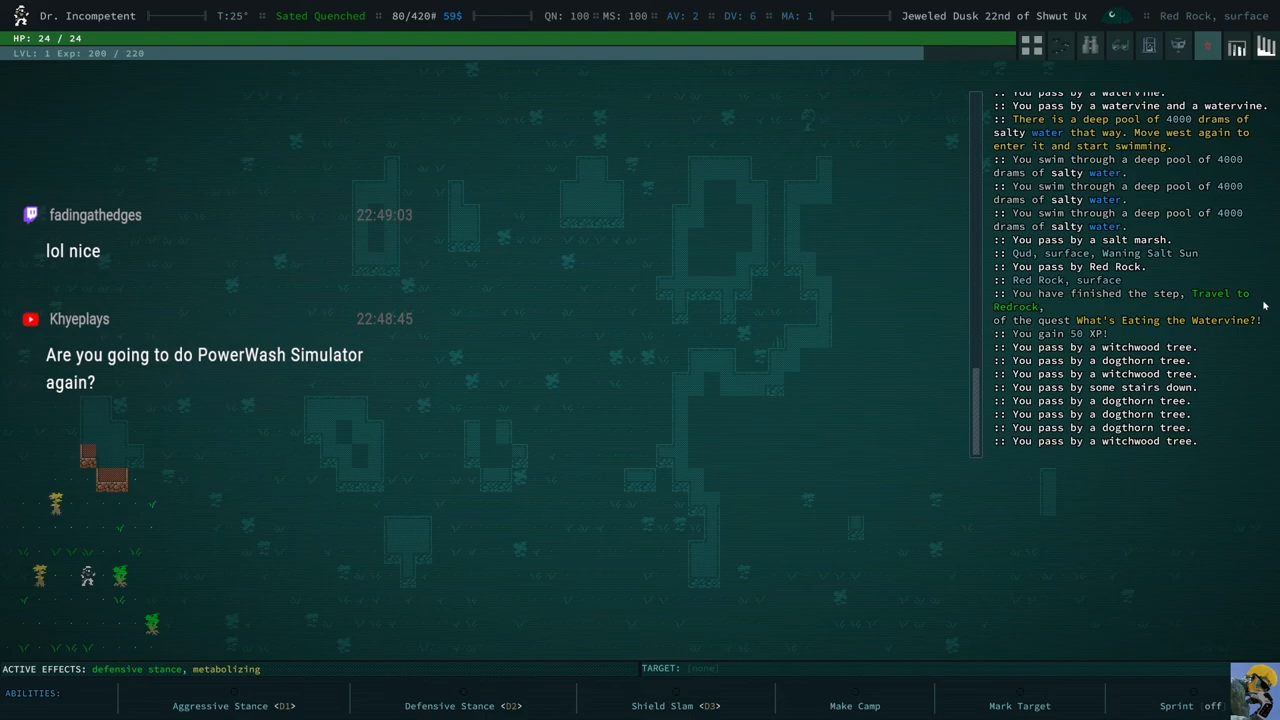 Dr. Incompetent T:25° :: Sated Quenched :: 80/420# 59$ QN: 100 :: MS: 100 :: AV: 2 :: DV: 6 :: MA: 1 Jeweled Dusk 22nd of Shwut Ux :: Red Rock, surface
HP: 24 / 24
LVL: 1 Exp: 200 / 220
:: You pass by a watervine.
:: You pass by a watervine and a watervine.
:: There is a deep pool of 4000 drams of
salty water that way. Move west again to
enter it and start swimming.
:: You swim through a deep pool of 4000
drams of salty water.
:: You swim through a deep pool of 4000
drams of salty water.
:: You swim through a deep pool of 4000
drams of salty water.
:: You pass by a salt marsh.
:: Qud, surface, Waning Salt Sun
:: You pass by Red Rock.
:: Red Rock, surface
:: You have finished the step, Travel to
Redrock,
of the quest What's Eating the Watervine?!
:: You gain 50 XP!
:: You pass by a witchwood tree.
:: You pass by a dogthorn tree.
:: You pass by a witchwood tree.
:: You pass by some stairs down.
:: You pass by a dogthorn tree.
:: You pass by a dogthorn tree.
:: You pass by a dogthorn tree.
:: You pass by a witchwood tree.
fadingathedges 22:49:03
lol nice
Khyeplays 22:48:45
Are you going to do PowerWash Simulator
again?
ACTIVE EFFECTS: defensive stance, metabolizing
TARGET: [none]
ABILITIES:
Aggressive Stance <D1>
Defensive Stance <D2>
Shield Slam <D3>
Make Camp
Mark Target
Sprint [off